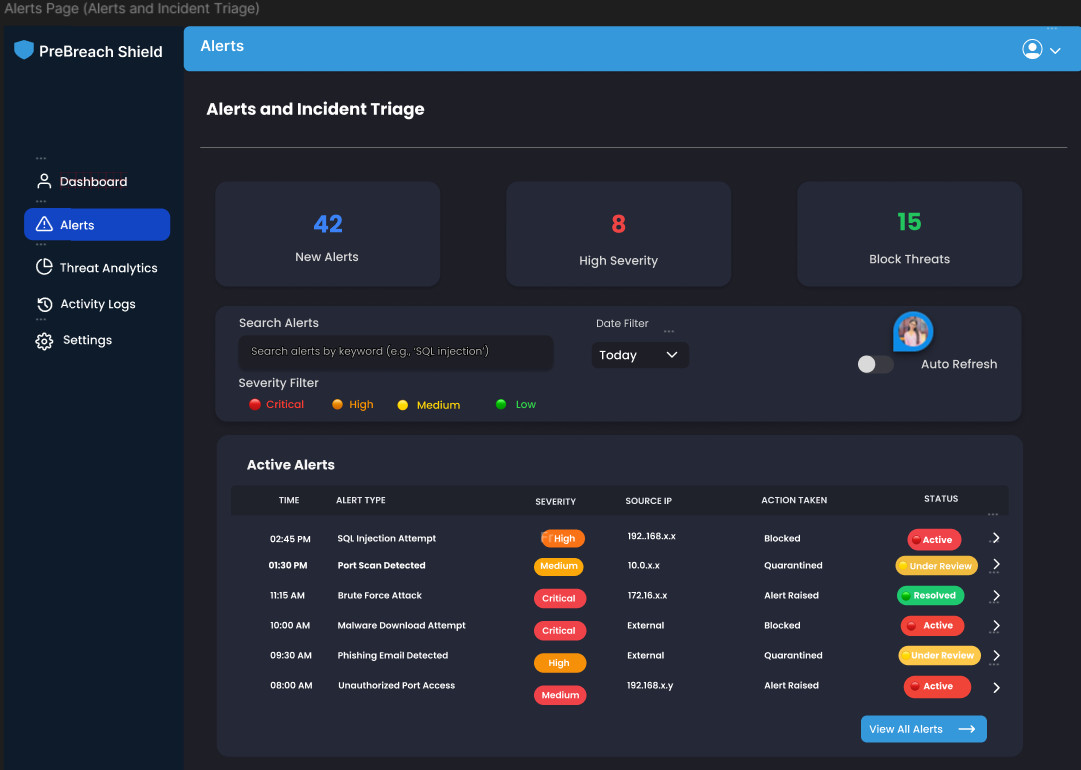 Alerts Page (Alerts and Incident Triage)
PreBreach Shield
Alerts
Alerts and Incident Triage
Dashboard
Alerts
Threat Analytics
Activity Logs
Settings
42
New Alerts
8
High Severity
15
Block Threats
Search Alerts
Search alerts by keyword (e.g., 'SQL injection')
Date Filter
Today
Auto Refresh
Severity Filter
Critical High Medium Low
Active Alerts
TIME ALERT TYPE SEVERITY SOURCE IP ACTION TAKEN STATUS
02:45 PM SQL Injection Attempt High 192..168.x.x Blocked Active
01:30 PM Port Scan Detected Medium 10.0.x.x Quarantined Under Review
11:15 AM Brute Force Attack Critical 172.16.x.x Alert Raised Resolved
10:00 AM Malware Download Attempt Critical External Blocked Active
09:30 AM Phishing Email Detected High External Quarantined Under Review
08:00 AM Unauthorized Port Access Medium 192.168.x.y Alert Raised Active
View All Alerts